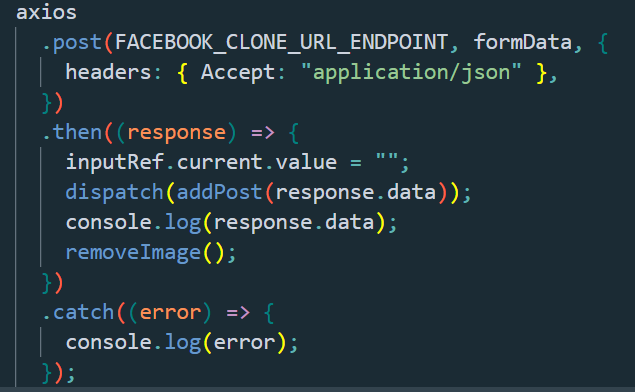 axios
.post(FACEBOOK_CLONE_URL_ENDPOINT, formData, {
headers: { Accept: "application/json" },
})
.then((response) => {
inputRef.current.value = "";
dispatch(addPost(response.data));
console.log(response.data);
removeImage();
})
.catch((error) => {
console.log(error);
});